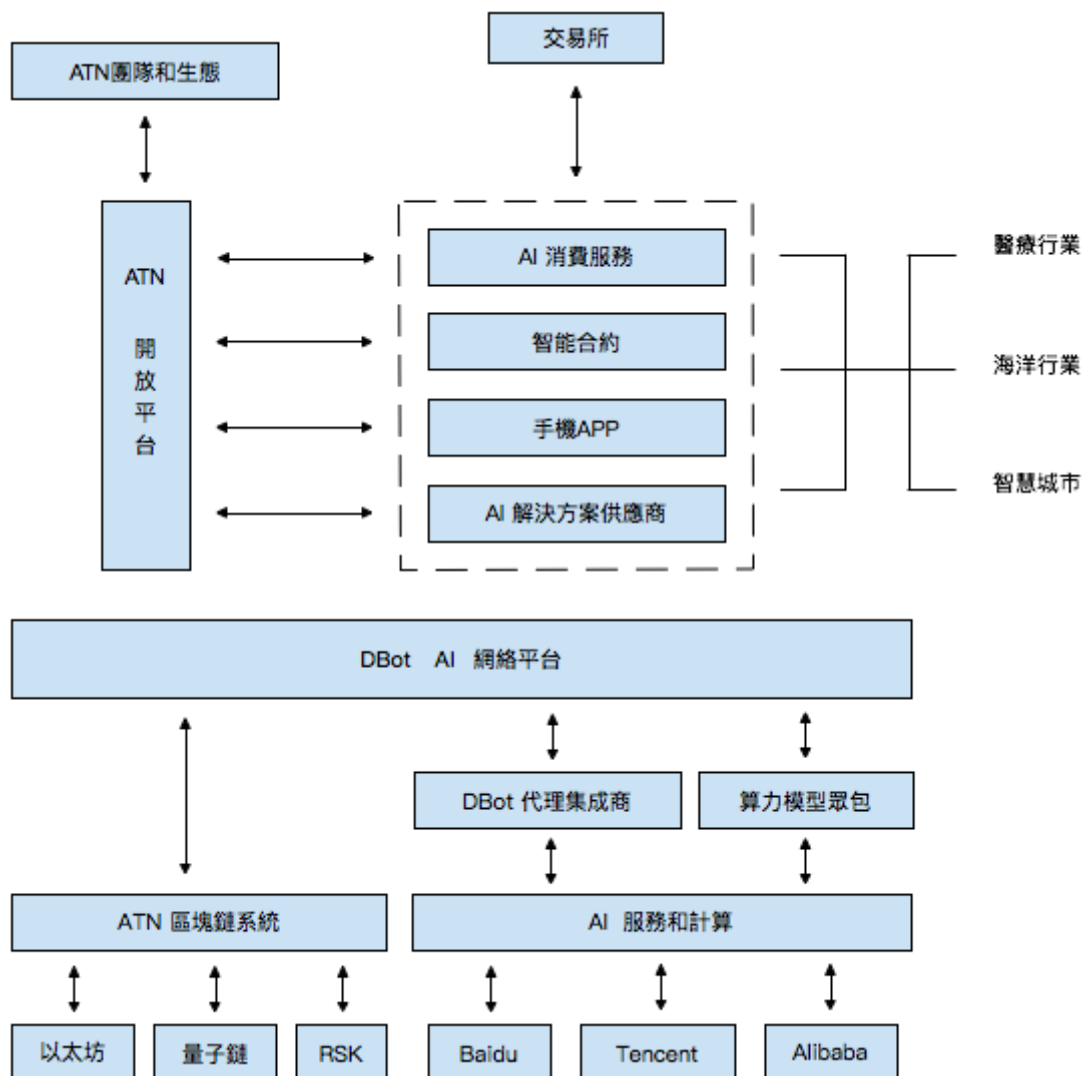 交易所
ATN團隊和生態
ATN
開
放
平
台
AI 消費服務
智能合約
手機APP
AI 解決方案供應商
醫療行業
海洋行業
智慧城市
DBot AI 網絡平台
DBot 代理集成商
算力模型眾包
ATN 區塊鏈系統
AI 服務和計算
以太坊
量子鏈
RSK
Baidu
Tencent
Alibaba